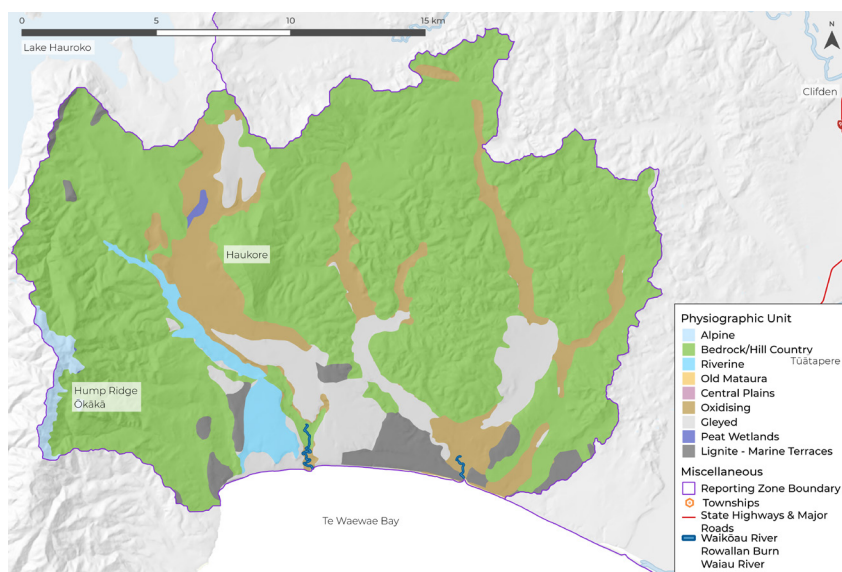 0 5 10 15 km
Lake Hauroko
N
Clifden
Haukore
Hump Ridge
Ōkākā
Te Waewae Bay
Tūātapere
Physiographic Unit
Alpine
Bedrock/Hill Country
Riverine
Old Mataura
Central Plains
Oxidising
Gleyed
Peat Wetlands
Lignite - Marine Terraces
Miscellaneous
Reporting Zone Boundary
Townships
State Highways & Major
Roads
Waikōau River
Rowallan Burn
Waiau River